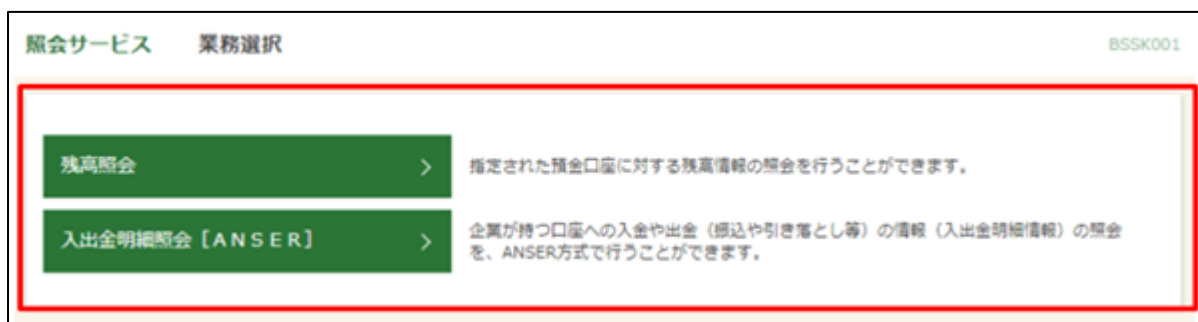 照会サービス 業務選択 BSSK001
残高照会 > 指定された預金口座に対する残高情報の照会を行うことができます。
入出金明細照会［ＡＮＳＥＲ］ > 企業が持つ口座への入金や出金（振込や引き落とし等）の情報（入出金明細情報）の照会
を、ANSER方式で行うことができます。